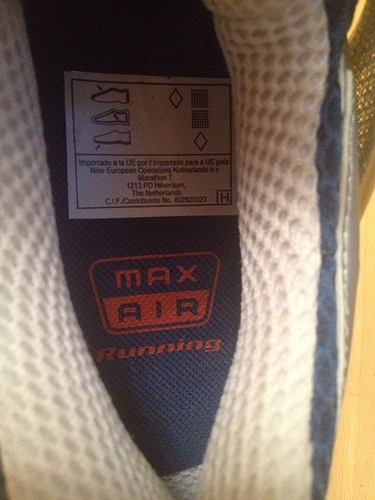 Importado a la UE por / importado para a UE pela
Nike European Operations Netherlands b v
Marathon 7,
1213 PD Hilversum,
The Netherlands
C.I.F./Contribuinte No. 802829323
H
MAX
AIR
Running